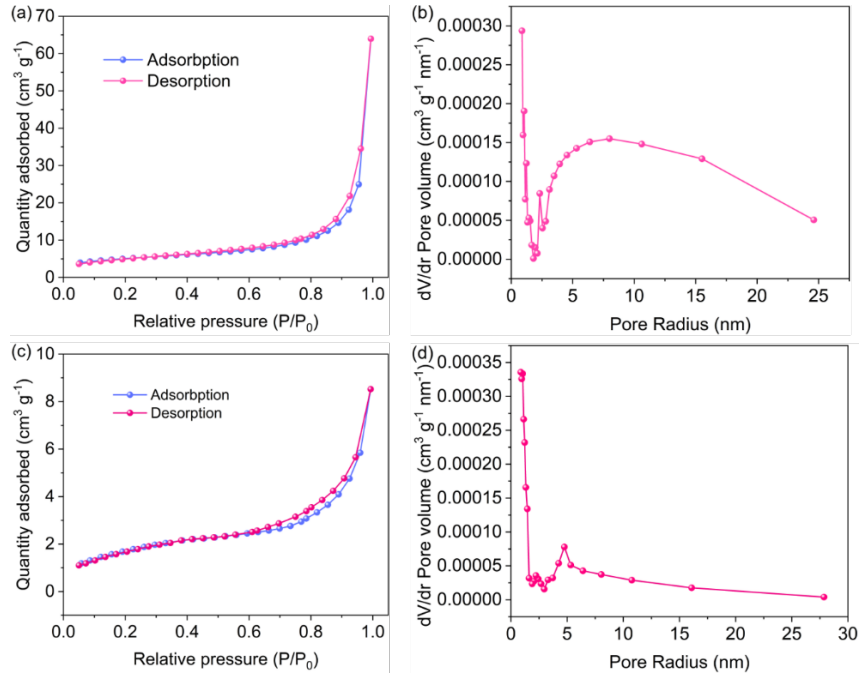 (a)
70
60
50
40
30
20
10
0
Quantity adsorbed (cm³ g⁻¹)
Adsorbption
Desorption
0.0 0.2 0.4 0.6 0.8 1.0
Relative pressure (P/P₀)
(b)
0.00030
0.00025
0.00020
0.00015
0.00010
0.00005
0.00000
dV/dr Pore volume (cm³ g⁻¹ nm⁻¹)
0 5 10 15 20 25
Pore Radius (nm)
(c)
10
8
6
4
2
0
Quantity adsorbed (cm³ g⁻¹)
Adsorbption
Desorption
0.0 0.2 0.4 0.6 0.8 1.0
Relative pressure (P/P₀)
(d)
0.00035
0.00030
0.00025
0.00020
0.00015
0.00010
0.00005
0.00000
dV/dr Pore volume (cm³ g⁻¹ nm⁻¹)
0 5 10 15 20 25 30
Pore Radius (nm)